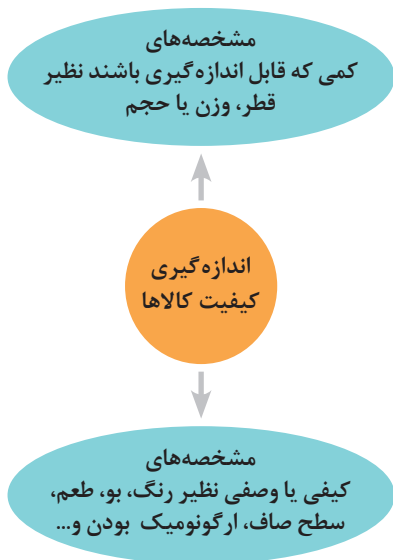 مشخصه‌های
کمی که قابل اندازه‌گیری باشند نظیر
قطر، وزن یا حجم
اندازه‌گیری
کیفیت کالاها
مشخصه‌های
کیفی یا وصفی نظیر رنگ، بو، طعم،
سطح صاف، ارگونومیک بودن و...